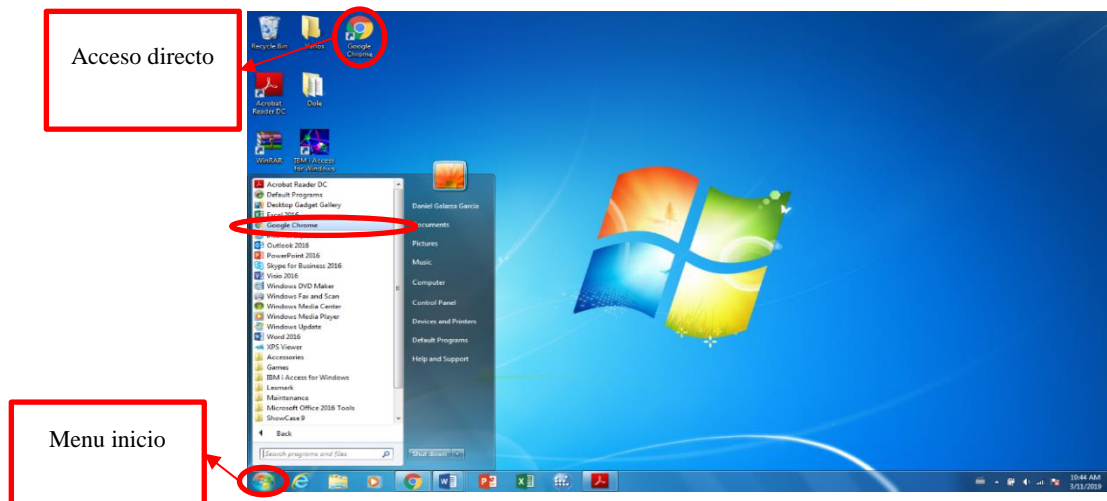 Acceso directo
Recycle Bin
Google
Chrome
Acrobat
Reader DC
Dole
WinRAR
IBM i Access
for Windows
Acrobat Reader DC
Default Programs
Desktop Gadget Gallery
Excel 2016
Google Chrome
Outlook 2016
PowerPoint 2016
Skype for Business 2016
Visio 2016
Windows DVD Maker
Windows Fax and Scan
Windows Media Center
Windows Media Player
Windows Update
Word 2016
XPS Viewer
Accessories
Games
IBM i Access for Windows
Lexmark
Maintenance
Microsoft Office 2016 Tools
ShowCase 9
Back
Search programs and files
Daniel Galarza Garcia
Documents
Pictures
Music
Computer
Control Panel
Devices and Printers
Default Programs
Help and Support
Shut down
Menu inicio
10:44 AM
3/11/2019